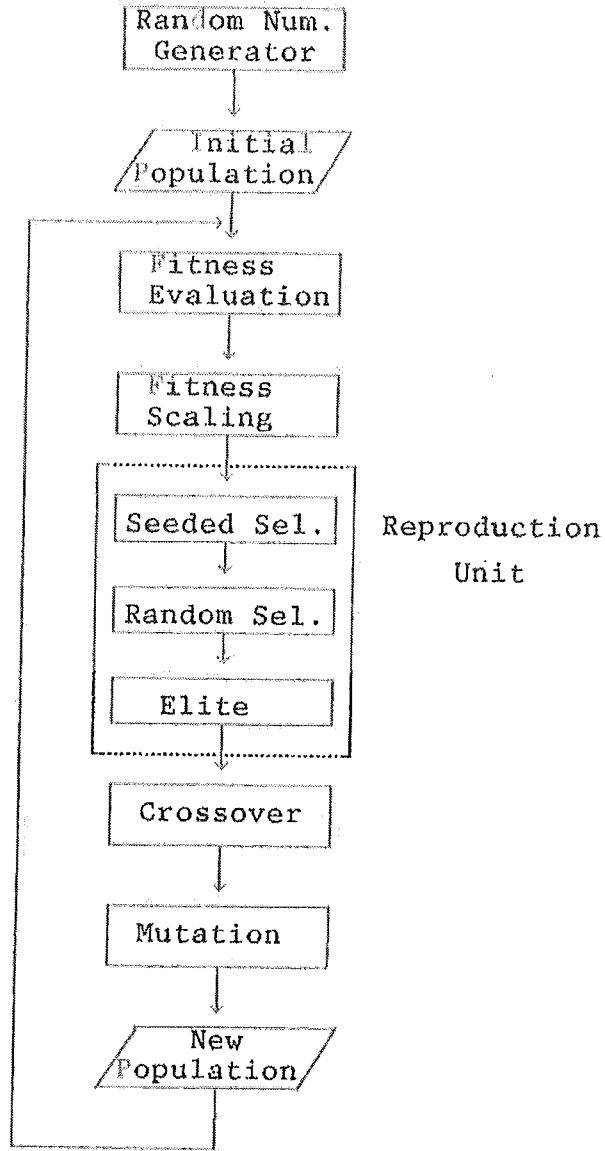 Random Num.
Generator
Initial
Population
Fitness
Evaluation
Fitness
Scaling
Seeded Sel.
Reproduction
Unit
Random Sel.
Elite
Crossover
Mutation
New
Population